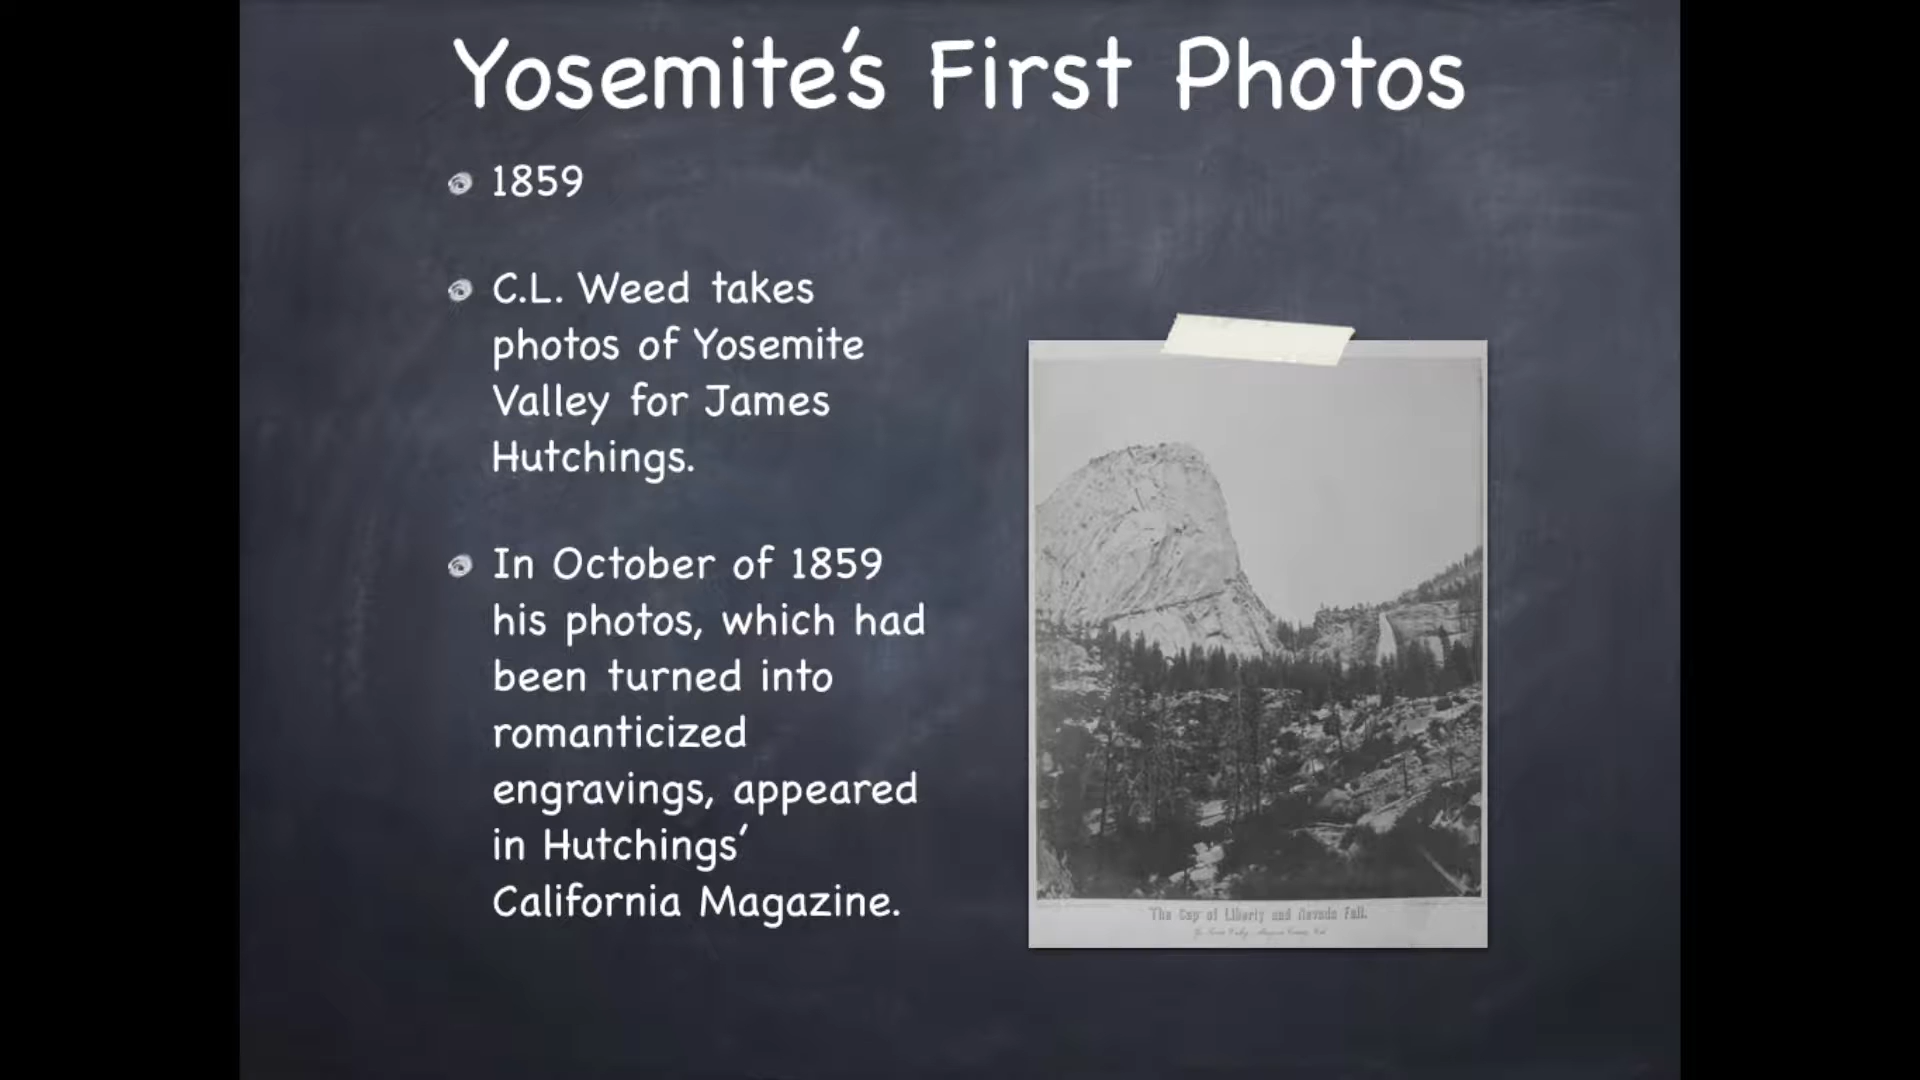 Yosemite's First Photos
1859
C.L. Weed takes
photos of Yosemite
Valley for James
Hutchings.
In October of 1859
his photos, which had
been turned into
romanticized
engravings, appeared
in Hutchings'
California Magazine.
The Cap of Liberty and Nevada Fall.